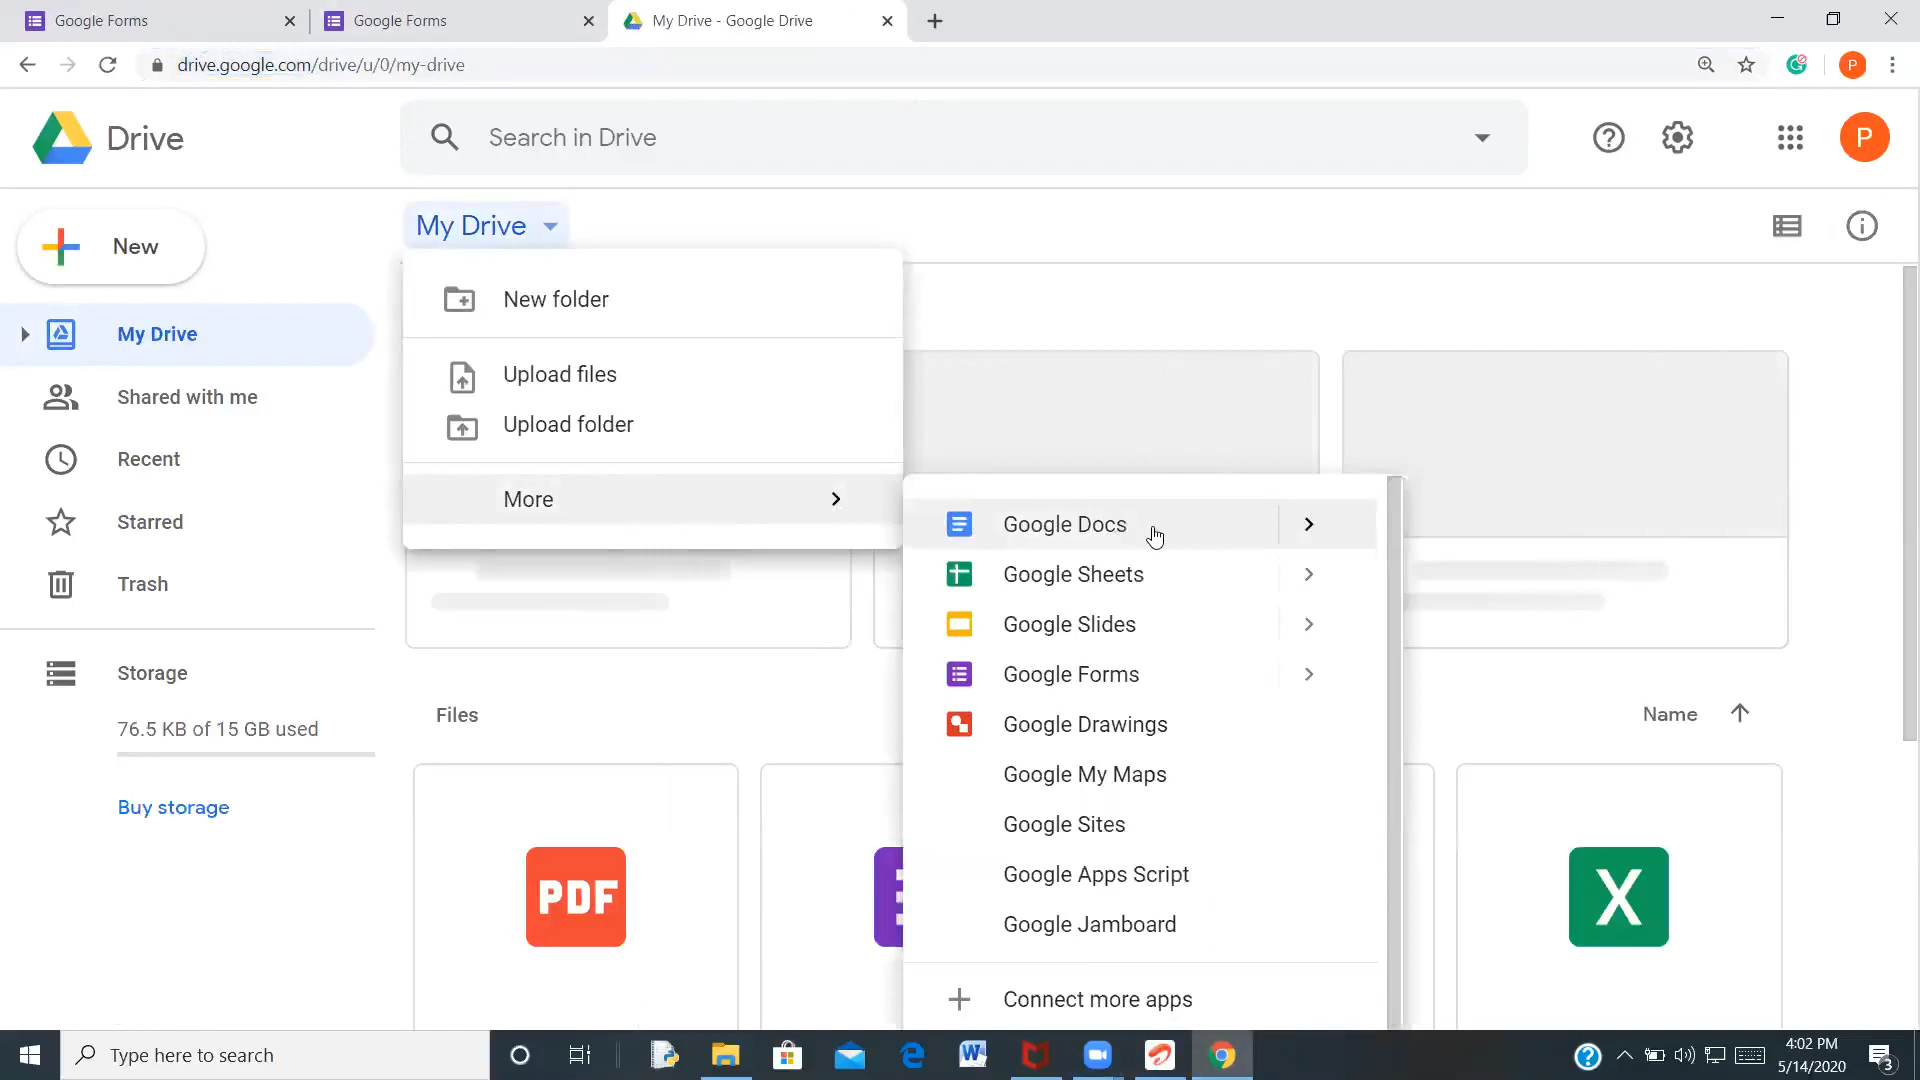 Google Forms
Google Forms
My Drive - Google Drive
drive.google.com/drive/u/0/my-drive
P
Drive
Search in Drive
P
My Drive
New
New folder
My Drive
Upload files
Shared with me
Upload folder
Recent
More
Google Docs
Starred
Google Sheets
Trash
Google Slides
Google Forms
Storage
Files
Name
Google Drawings
76.5 KB of 15 GB used
Google My Maps
Buy storage
Google Sites
Google Apps Script
PDF
X
Google Jamboard
Connect more apps
Type here to search
W
4:02 PM
5/14/2020
3